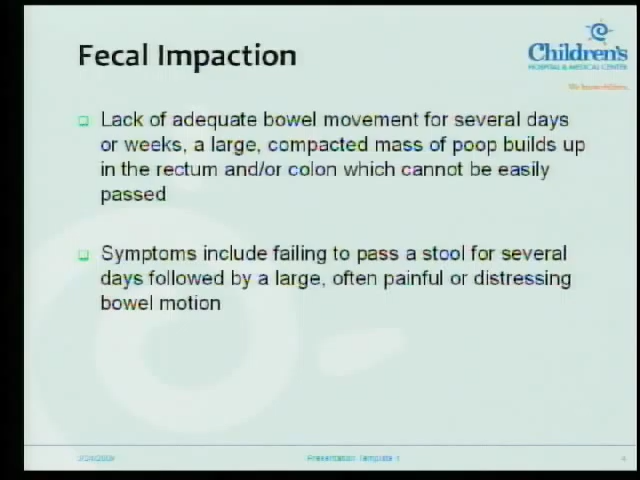 Fecal Impaction
Children's
HOSPITAL & MEDICAL CENTER
We know children.
Lack of adequate bowel movement for several days
or weeks, a large, compacted mass of poop builds up
in the rectum and/or colon which cannot be easily
passed
Symptoms include failing to pass a stool for several
days followed by a large, often painful or distressing
bowel motion
Presentation Template